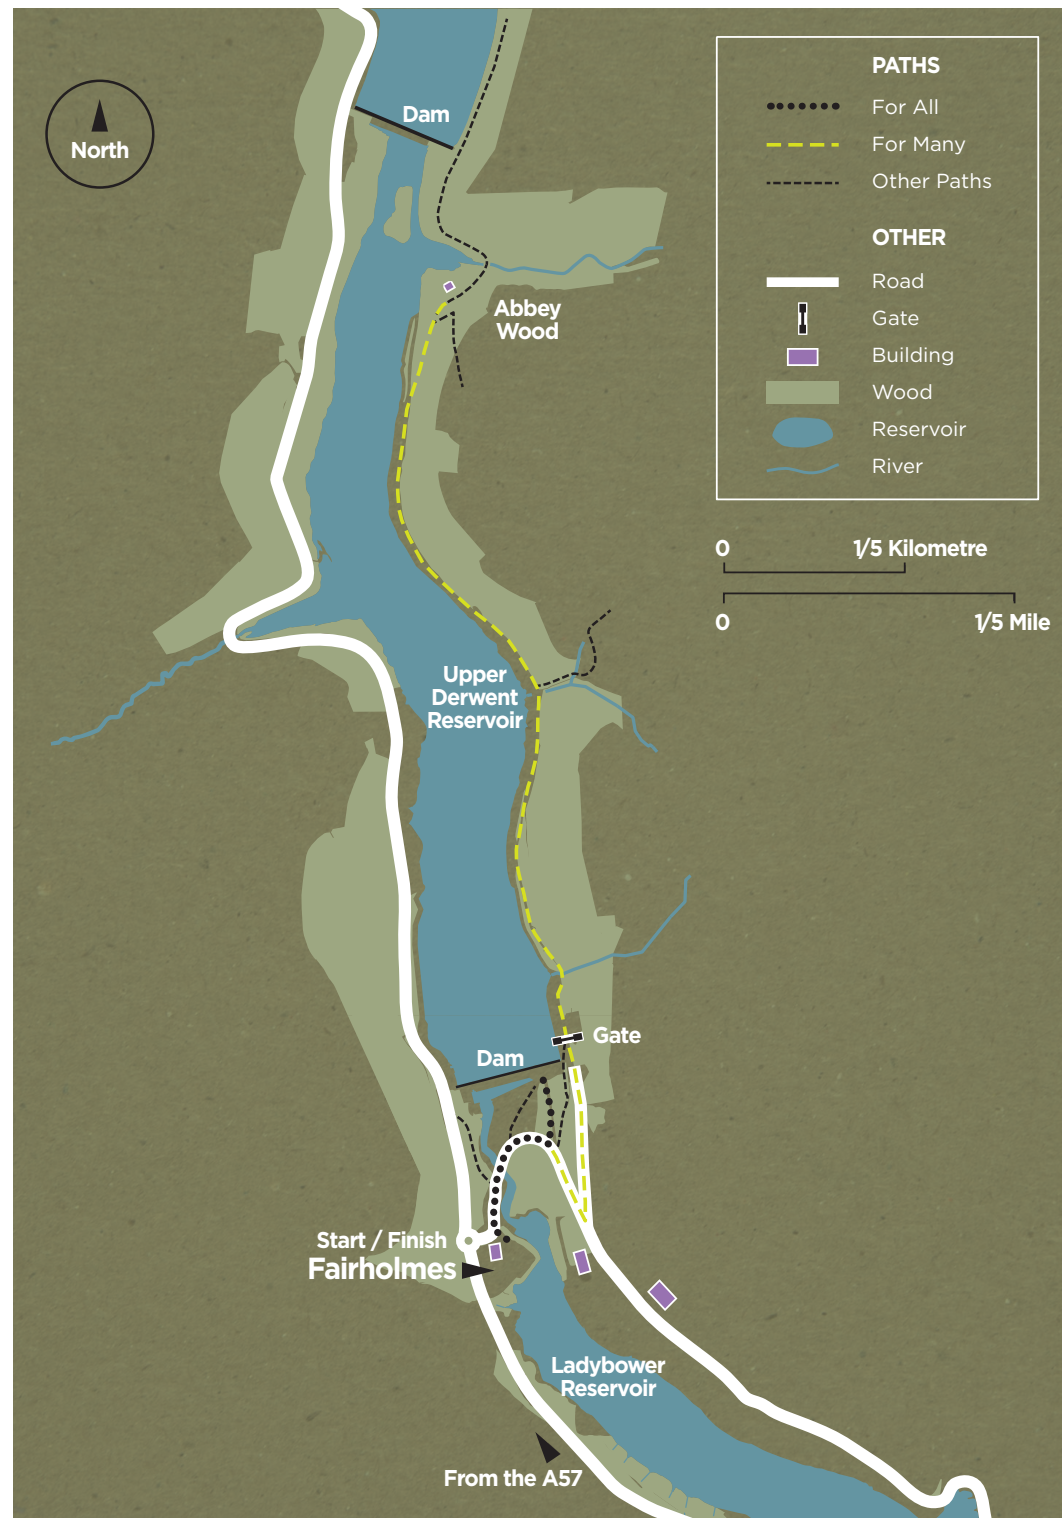 Dam
North
PATHS
For All
For Many
Other Paths
OTHER
Road
Gate
Building
Wood
Reservoir
River
Abbey
Wood
0
1/5 Kilometre
0
1/5 Mile
Upper
Derwent
Reservoir
Gate
Dam
Start / Finish
Fairholmes
Ladybower
Reservoir
From the A57